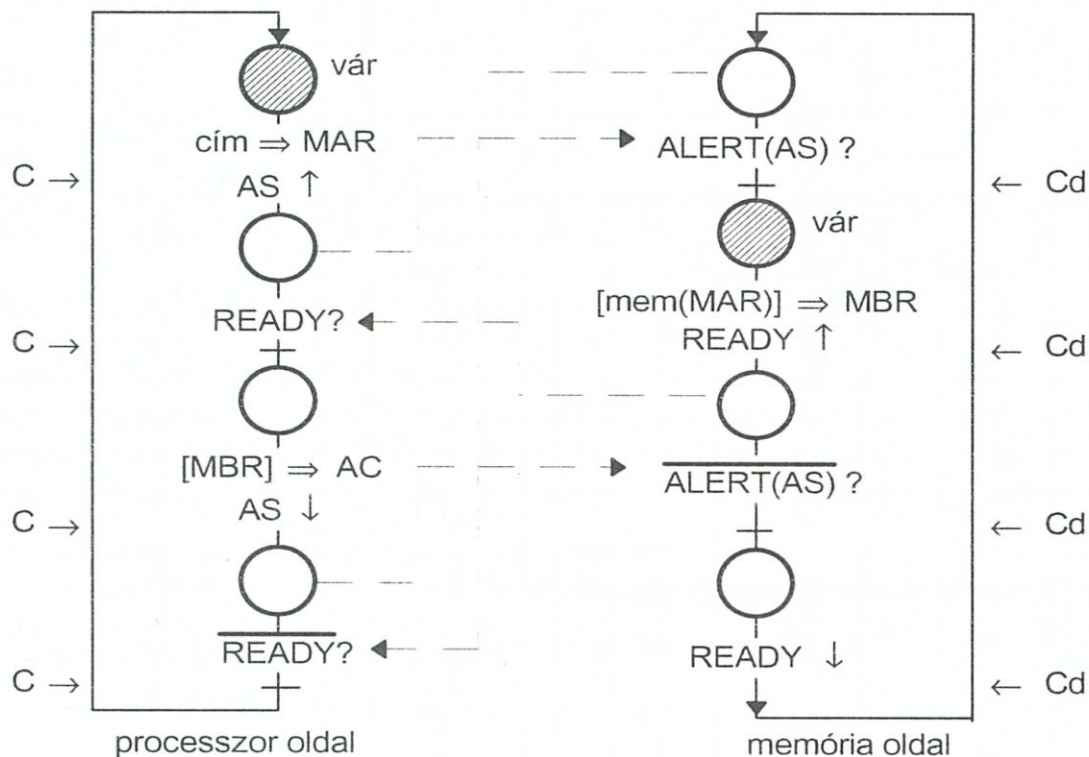 vár
cím ⇒ MAR
C →
AS ↑
READY?
C →
[MBR] ⇒ AC
C →
AS ↓
READY?
C →
processzor oldal
ALERT(AS) ?
← Cd
vár
[mem(MAR)] ⇒ MBR
READY ↑
← Cd
ALERT(AS) ?
← Cd
READY ↓
← Cd
memória oldal